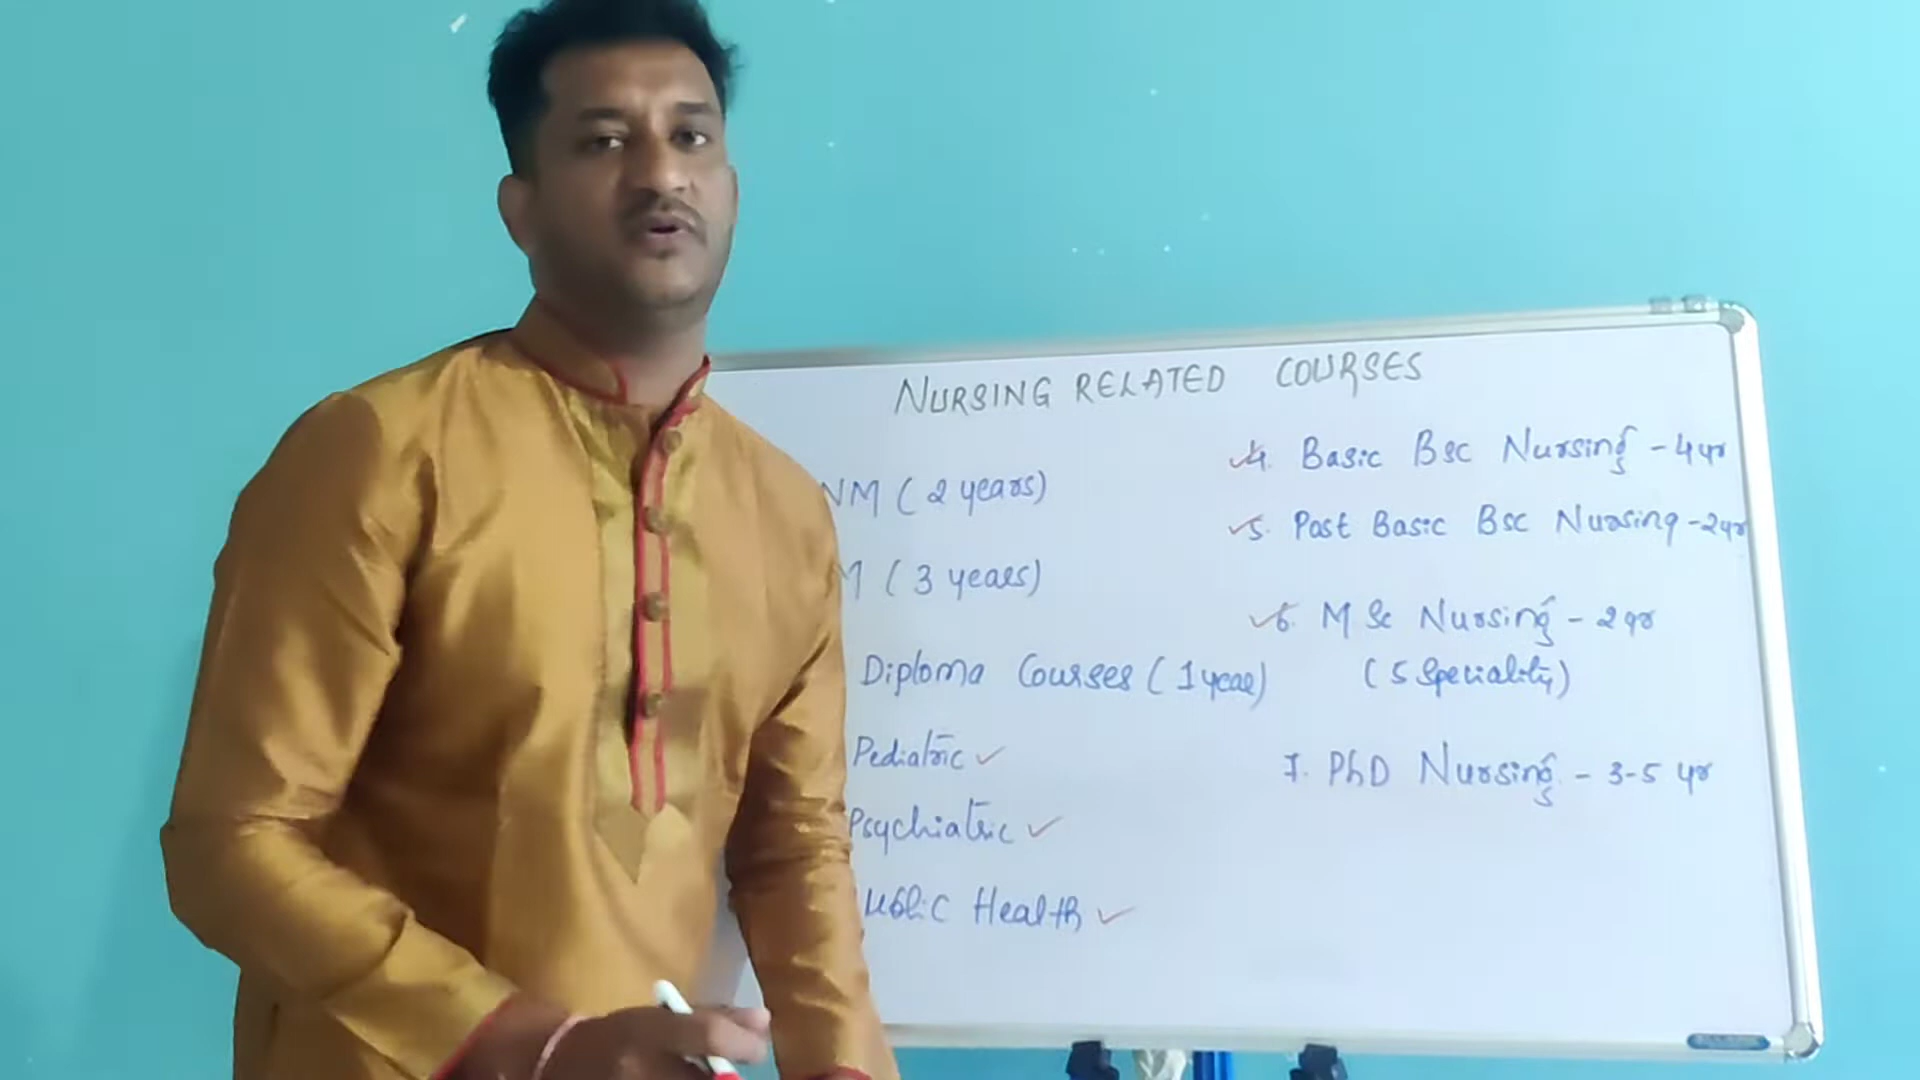 NURSING RELATED COURSES
NM (2 years)
M (3 years)
Diploma Courses (1 year)
Pediatric ✓
Psychiatric ✓
ublic Health ✓
✓4. Basic Bsc Nursing - 4yr
✓5. Post Basic Bsc Nursing - 2yr
✓6. M Sc Nursing - 2yr
(5 Speciality)
7. PhD Nursing - 3-5 yr